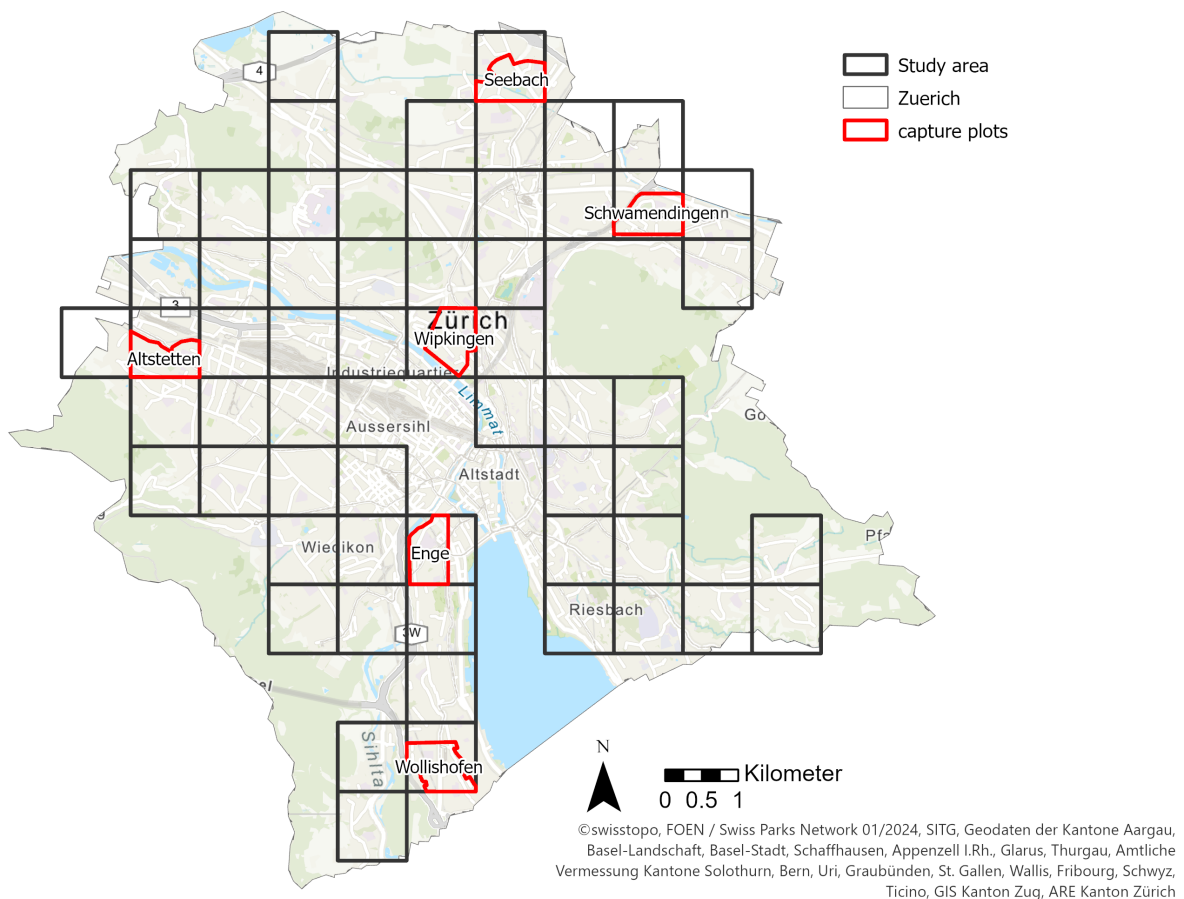 4
Seebach
Study area
Zuerich
capture plots
Schwamendingen
n
3
Zürich
Wipkingen
Altstetten
Industriequartier
Limmat
Aussersihl
Go
Altstadt
Wiedikon
Enge
Pfa
Riesbach
3W
el
Sihlta
Wollishofen
N
Kilometer
0 0.5 1
©swisstopo, FOEN / Swiss Parks Network 01/2024, SITG, Geodaten der Kantone Aargau,
Basel-Landschaft, Basel-Stadt, Schaffhausen, Appenzell I.Rh., Glarus, Thurgau, Amtliche
Vermessung Kantone Solothurn, Bern, Uri, Graubünden, St. Gallen, Wallis, Fribourg, Schwyz,
Ticino, GIS Kanton Zug, ARE Kanton Zürich